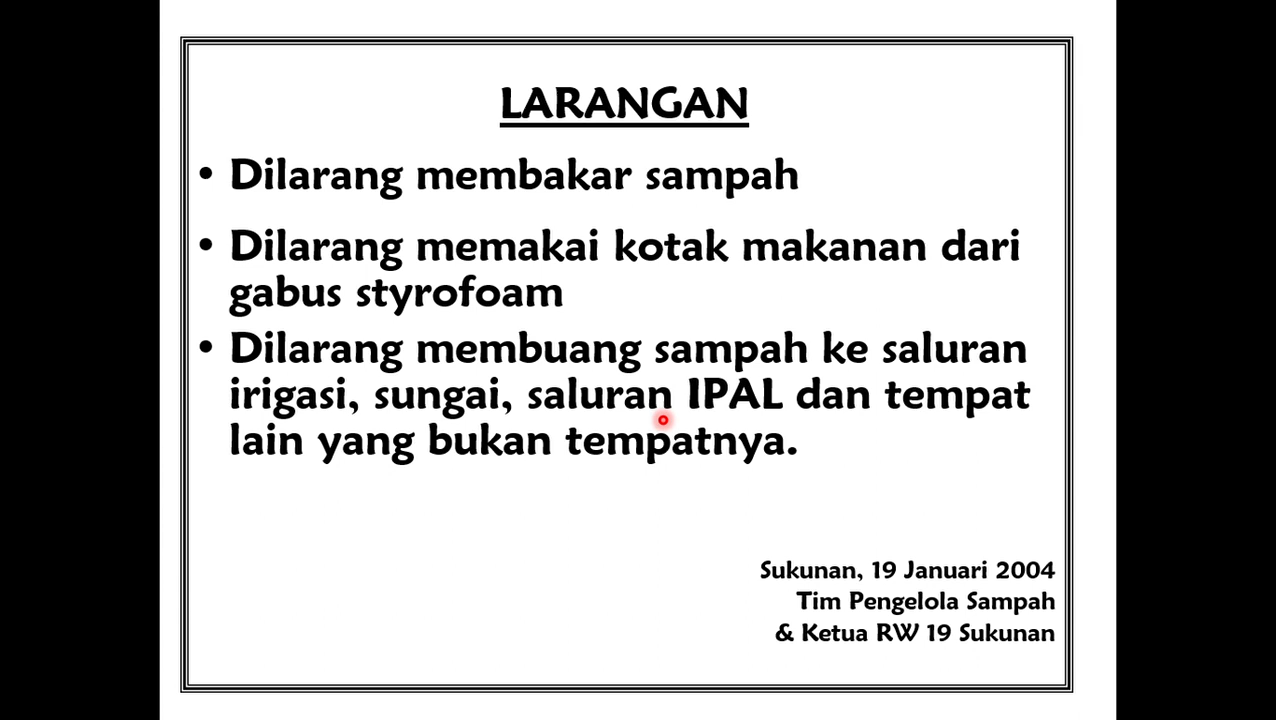 LARANGAN
• Dilarang membakar sampah
• Dilarang memakai kotak makanan dari
gabus styrofoam
• Dilarang membuang sampah ke saluran
irigasi, sungai, saluran IPAL dan tempat
lain yang bukan tempatnya.
Sukunan, 19 Januari 2004
Tim Pengelola Sampah
& Ketua RW 19 Sukunan